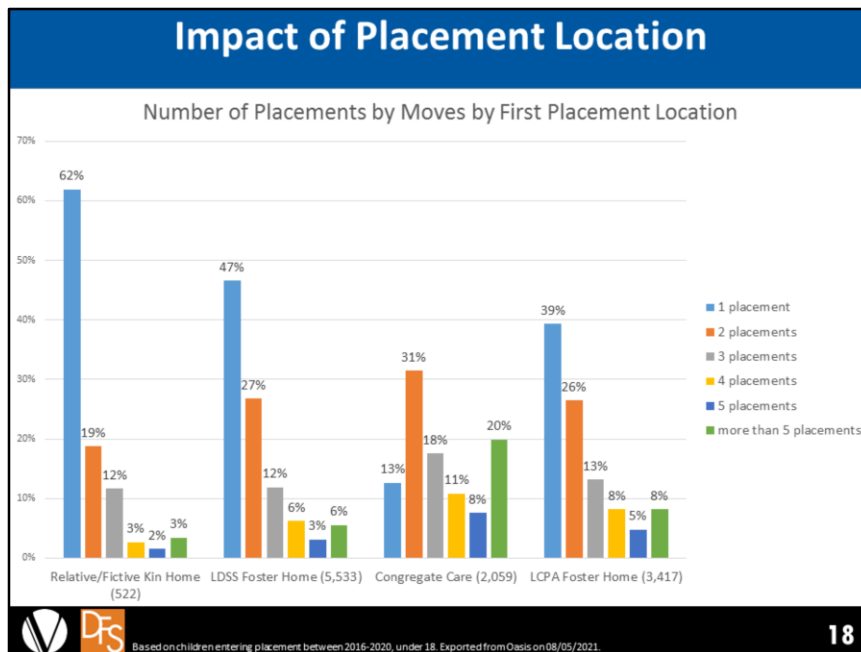 Impact of Placement Location
Number of Placements by Moves by First Placement Location
70%
60%
50%
40%
30%
20%
10%
0%
62%
19%
12%
3%
2%
3%
47%
27%
12%
6%
3%
6%
13%
31%
18%
11%
8%
20%
39%
26%
13%
8%
5%
8%
Relative/Fictive Kin Home
(522)
LDSS Foster Home (5,533)
Congregate Care (2,059)
LCPA Foster Home (3,417)
1 placement
2 placements
3 placements
4 placements
5 placements
more than 5 placements
DFS
Based on children entering placement between 2016-2020, under 18. Exported from Oasis on 08/05/2021.
18